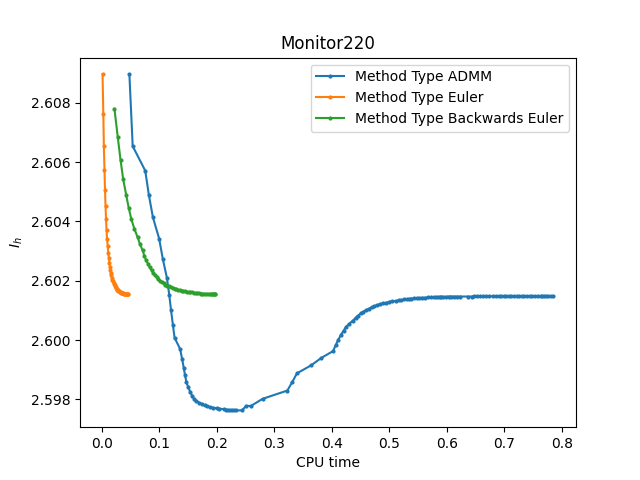 Monitor220
Method Type ADMM
Method Type Euler
Method Type Backwards Euler
2.608
2.606
2.604
2.602
2.600
2.598
I_h
0.0 0.1 0.2 0.3 0.4 0.5 0.6 0.7 0.8
CPU time